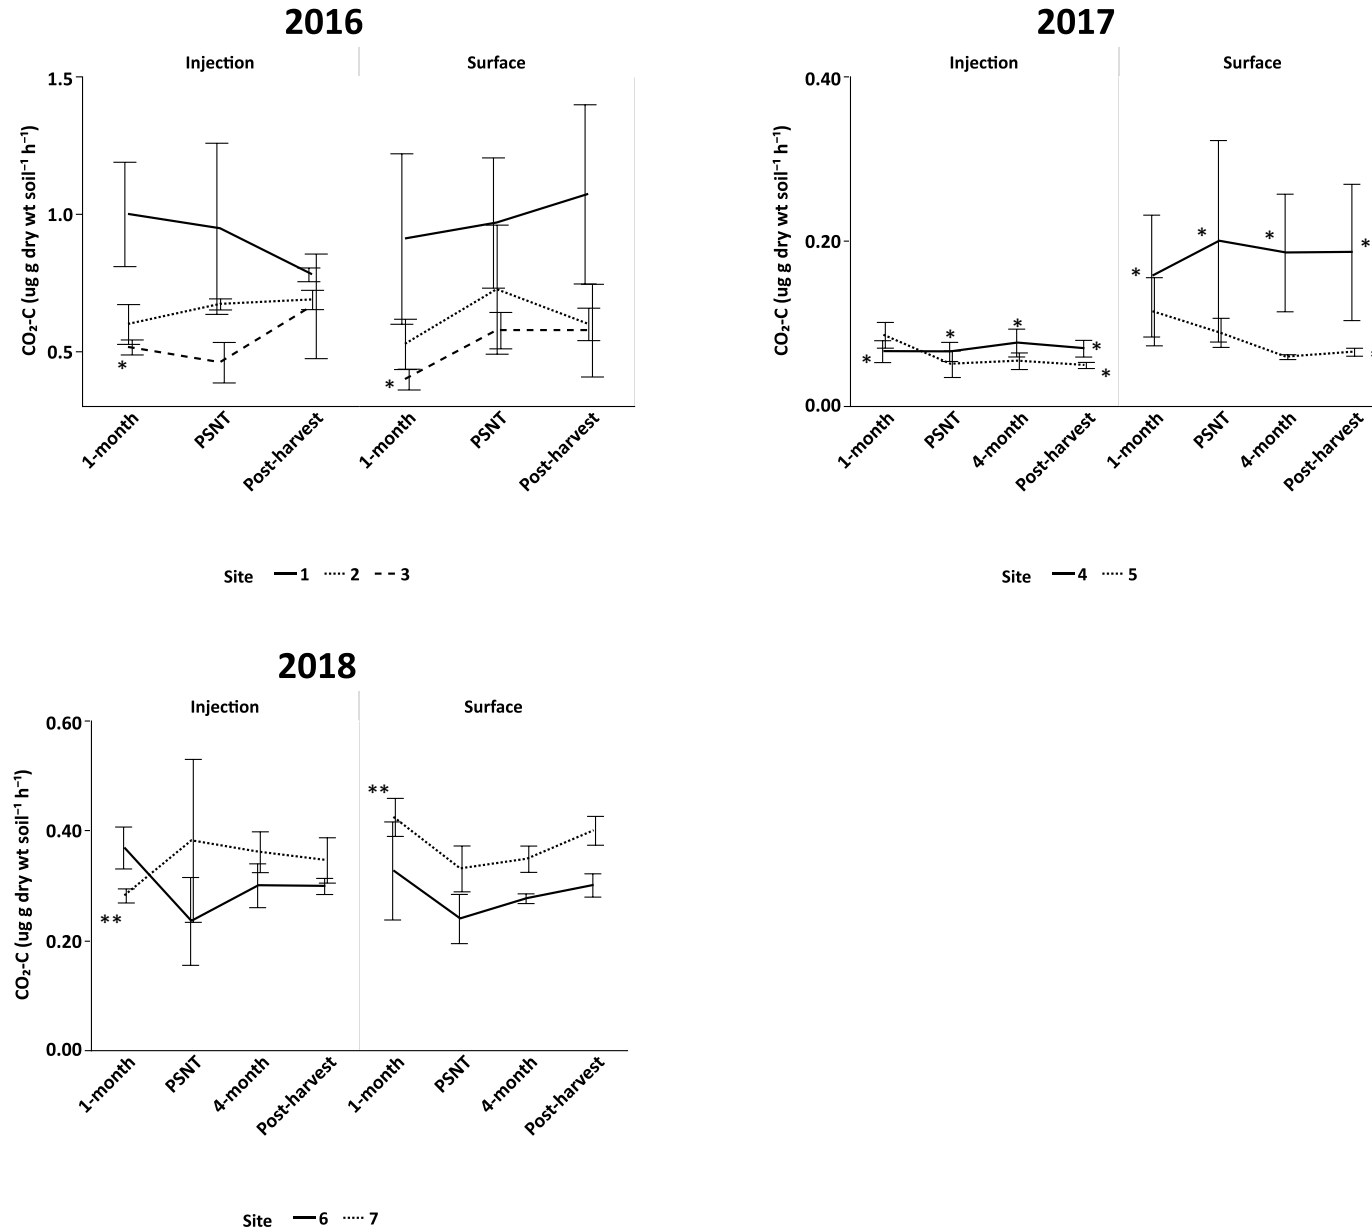 2016
Injection Surface
CO₂-C (ug g dry wt soil⁻¹ h⁻¹)
1.5
1.0
0.5
*
*
1-month PSNT Post-harvest 1-month PSNT Post-harvest
Site 1 2 3
2017
Injection Surface
CO₂-C (ug g dry wt soil⁻¹ h⁻¹)
0.40
0.20
0.00
* * * *
*
* * * *
1-month PSNT 4-month Post-harvest 1-month PSNT 4-month Post-harvest
Site 4 5
2018
Injection Surface
CO₂-C (ug g dry wt soil⁻¹ h⁻¹)
0.60
0.40
0.20
0.00
**
**
1-month PSNT 4-month Post-harvest 1-month PSNT 4-month Post-harvest
Site 6 7